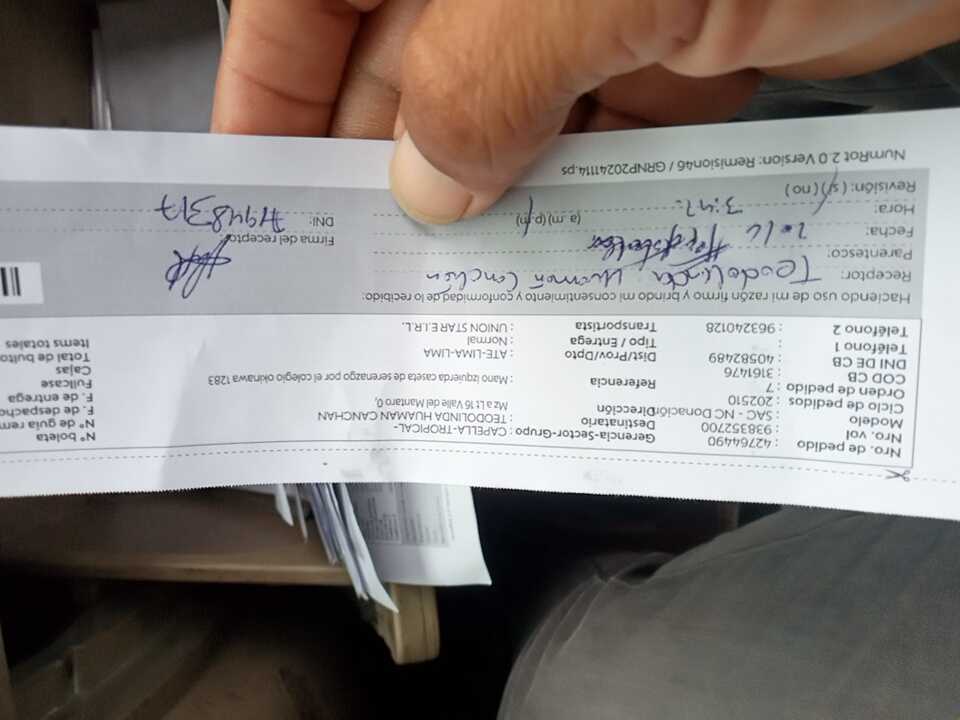 Nro. de pedido : 42764490 Gerencia-Sector-Grupo : CAPELLA-TROPICAL- N° boleta
Nro. vol : 938352700 Destinatario : TEODOLINDA HUAMAN CANCHAN N° de guía rem
Modelo : SAC - NC Donación Dirección Mz a Lt 16 Valle del Mantaro 0, F. de despacho
Ciclo de pedidos : 202510 F. de entrega
Orden de pedido : 7 Referencia : Mano izquierda caseta de serenazgo por el colegio okinawa 1283 Fullcase
COD CB : 3161476 Cajas
DNI DE CB : 40582489 Dist/Prov/Dpto : ATE-LIMA-LIMA Total de bulto
Teléfono 1 : Tipo / Entrega : Normal Items totales
Teléfono 2 : 963240128 Transportista : UNION STAR E.I.R.L.
Haciendo uso de mi razón firmo y brindo mi consentimiento y conformidad de lo recibido:
Receptor: Teodolinda Huamán Canchán
Parentesco:
Fecha: Firma del recepto
Hora: 3:47 (a.m) (p.m) DNI:
Revisión: (si) (no)
NumRot 2.0 Version: Remision46 / GRNP20241114.ps